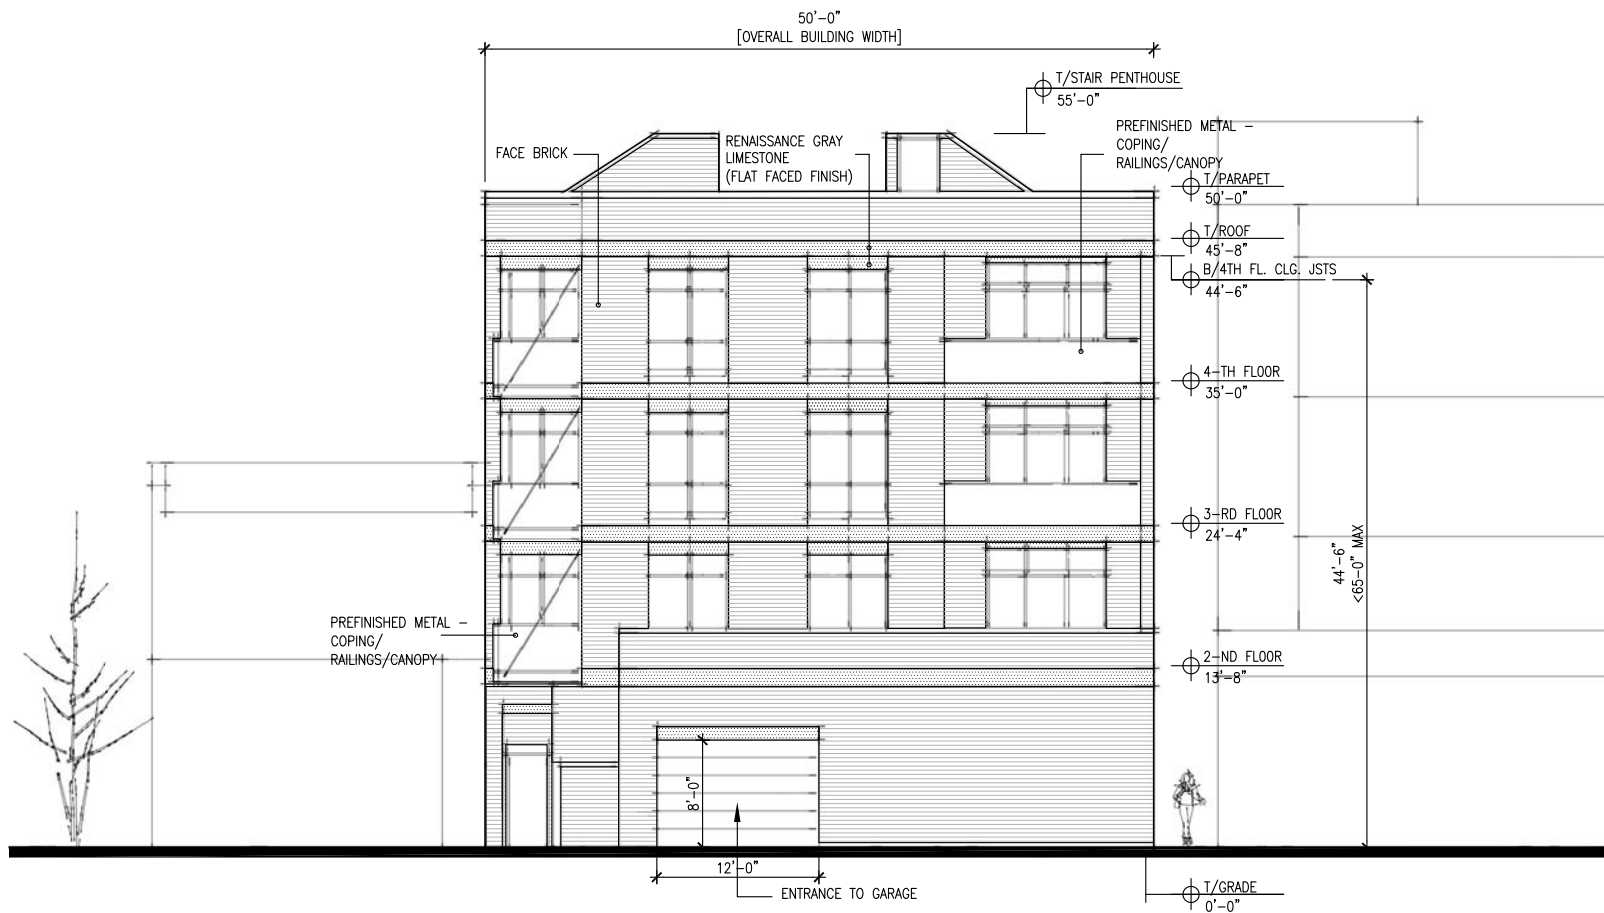 50'-0"
[OVERALL BUILDING WIDTH]
T/STAIR PENTHOUSE
55'-0"
PREFINISHED METAL -
COPING/
RAILINGS/CANOPY
FACE BRICK
RENAISSANCE GRAY
LIMESTONE
(FLAT FACED FINISH)
T/PARAPET
50'-0"
T/ROOF
45'-8"
B/4TH FL. CLG. JSTS
44'-6"
4-TH FLOOR
35'-0"
3-RD FLOOR
24'-4"
44'-6"
<65-0" MAX
PREFINISHED METAL -
COPING/
RAILINGS/CANOPY
2-ND FLOOR
13'-8"
8'-0"
12'-0"
ENTRANCE TO GARAGE
T/GRADE
0'-0"